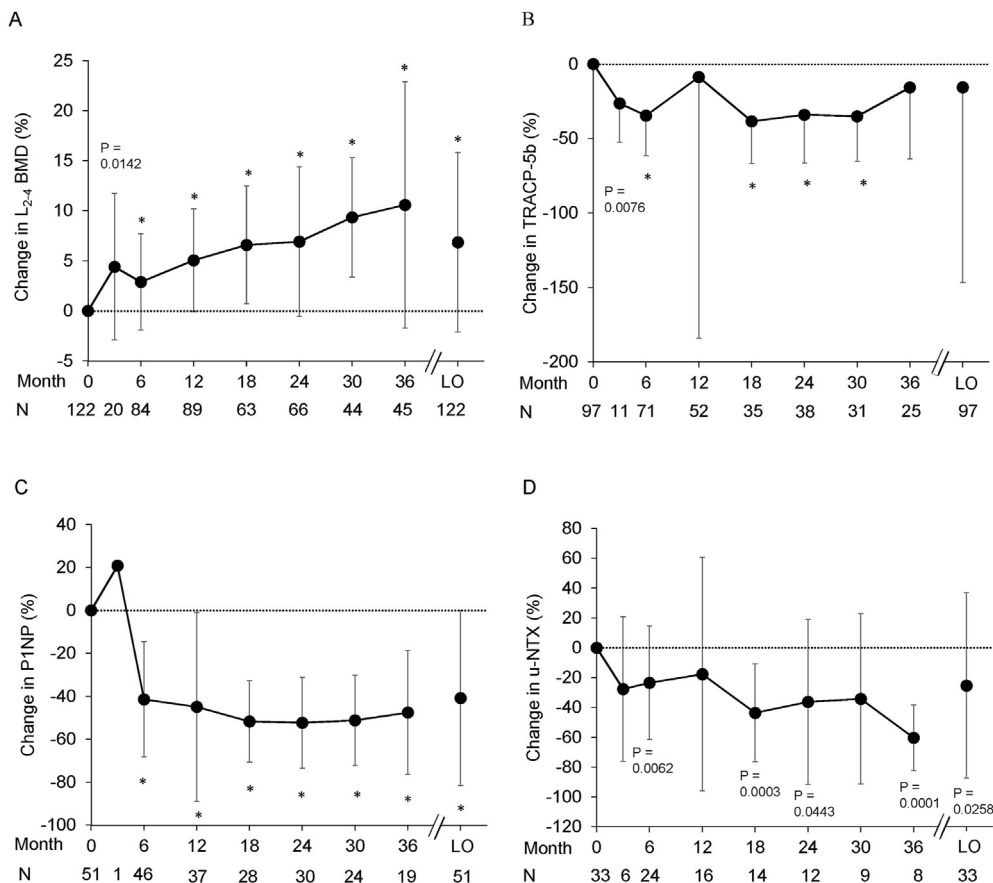 A
Change in L2-4 BMD (%)
25
20
15
10
5
0
-5
P =
0.0142
* * * * * * *
Month 0 6 12 18 24 30 36 LO
N 122 20 84 89 63 66 44 45 122
B
Change in TRACP-5b (%)
0
-50
-100
-150
-200
P =
0.0076
* * * *
Month 0 6 12 18 24 30 36 LO
N 97 11 71 52 35 38 31 25 97
C
Change in P1NP (%)
40
20
0
-20
-40
-60
-80
-100
* * * * * * *
Month 0 6 12 18 24 30 36 LO
N 51 1 46 37 28 30 24 19 51
D
Change in u-NTX (%)
80
60
40
20
0
-20
-40
-60
-80
-100
-120
P =
0.0062
P =
0.0003
P =
0.0443
P =
0.0001
P =
0.0258
Month 0 6 12 18 24 30 36 LO
N 33 6 24 16 14 12 9 8 33